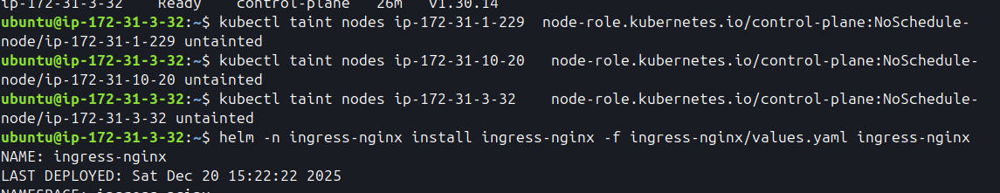 ip-172-31-3-32    Ready    control-plane   26m   v1.30.14
ubuntu@ip-172-31-3-32:~$ kubectl taint nodes ip-172-31-1-229  node-role.kubernetes.io/control-plane:NoSchedule-
node/ip-172-31-1-229 untainted
ubuntu@ip-172-31-3-32:~$ kubectl taint nodes ip-172-31-10-20   node-role.kubernetes.io/control-plane:NoSchedule-
node/ip-172-31-10-20 untainted
ubuntu@ip-172-31-3-32:~$ kubectl taint nodes ip-172-31-3-32    node-role.kubernetes.io/control-plane:NoSchedule-
node/ip-172-31-3-32 untainted
ubuntu@ip-172-31-3-32:~$ helm -n ingress-nginx install ingress-nginx -f ingress-nginx/values.yaml ingress-nginx
NAME: ingress-nginx
LAST DEPLOYED: Sat Dec 20 15:22:22 2025
NAMESPACE: ingress-nginx